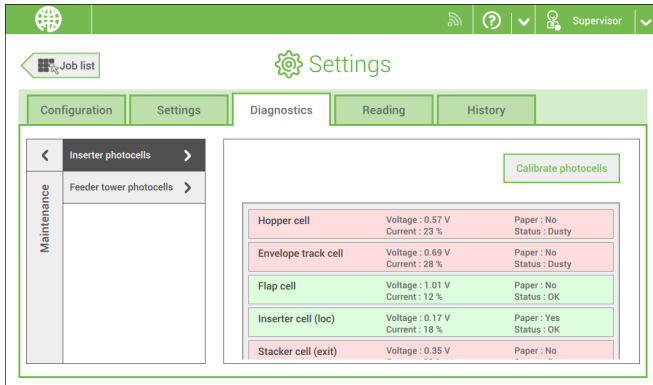 Supervisor
Job list
Settings
Configuration
Settings
Diagnostics
Reading
History
Maintenance
Inserter photocells
Feeder tower photocells
Calibrate photocells
Hopper cell
Voltage : 0.57 V
Current : 23 %
Paper : No
Status : Dusty
Envelope track cell
Voltage : 0.69 V
Current : 28 %
Paper : No
Status : Dusty
Flap cell
Voltage : 1.01 V
Current : 12 %
Paper : No
Status : OK
Inserter cell (loc)
Voltage : 0.17 V
Current : 18 %
Paper : Yes
Status : OK
Stacker cell (exit)
Voltage : 0.35 V
Paper : No